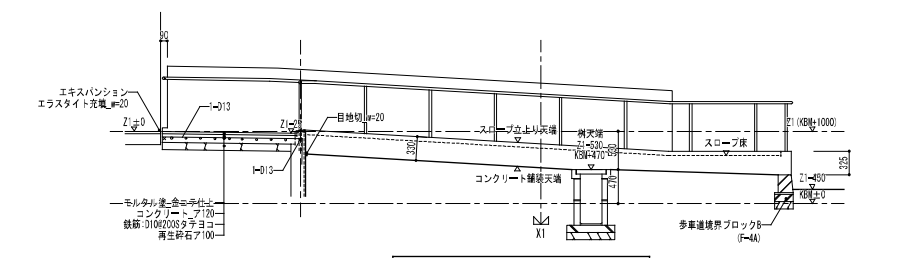 90
エキスパンション
エラスタイト充填_w=20
Z1±0
1-D13
Z1-25
目地切_w=20
1-D13
330
スロープ立上り天端
桝天端
Z1-530
KBM+470
530
470
コンクリート舗装天端
スロープ床
Z1(KBM+1000)
325
Z1-480
KBM±0
モルタル塗_金ゴテ仕上
コンクリート_ア120
鉄筋:D10@200Sタテヨコ
再生砕石ア100
X1
歩車道境界ブロックB
(F-4A)